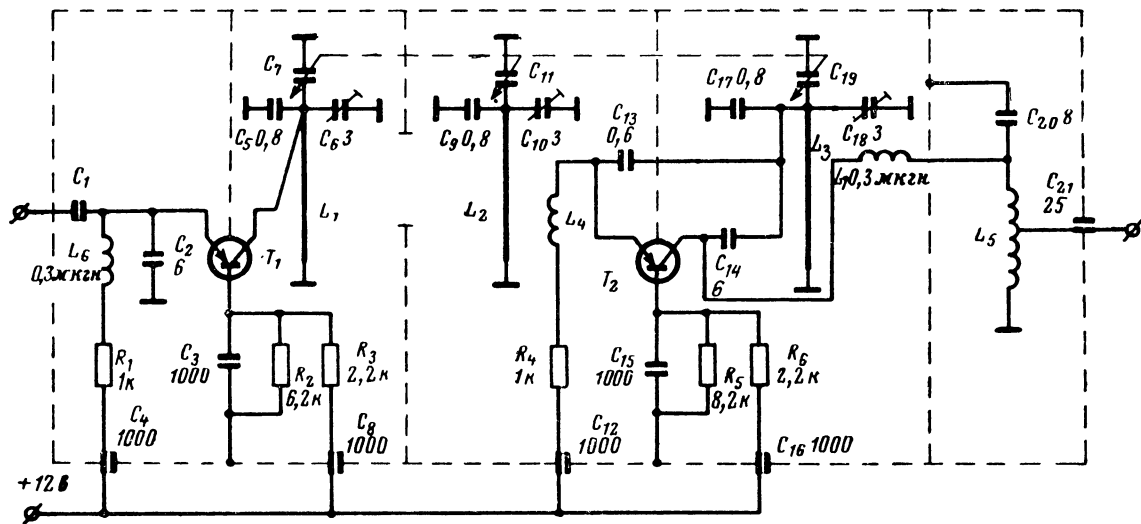 C7
C11
C19
C17 0,8
C5 0,8
C6 3
C9 0,8
C10 3
C13
0,6
C18 3
L3
C20 8
C1
L1
L2
L4
L7 0,3 мкгн
C21
25
L6
0,3мкгн
C2
6
T1
T2
C14
6
L5
C3
1000
R3
2,2к
R1
1к
R2
6,2к
R4
1к
C15
1000
R6
2,2к
R5
8,2к
C4
1000
C8
1000
C12
1000
C16 1000
+12 в